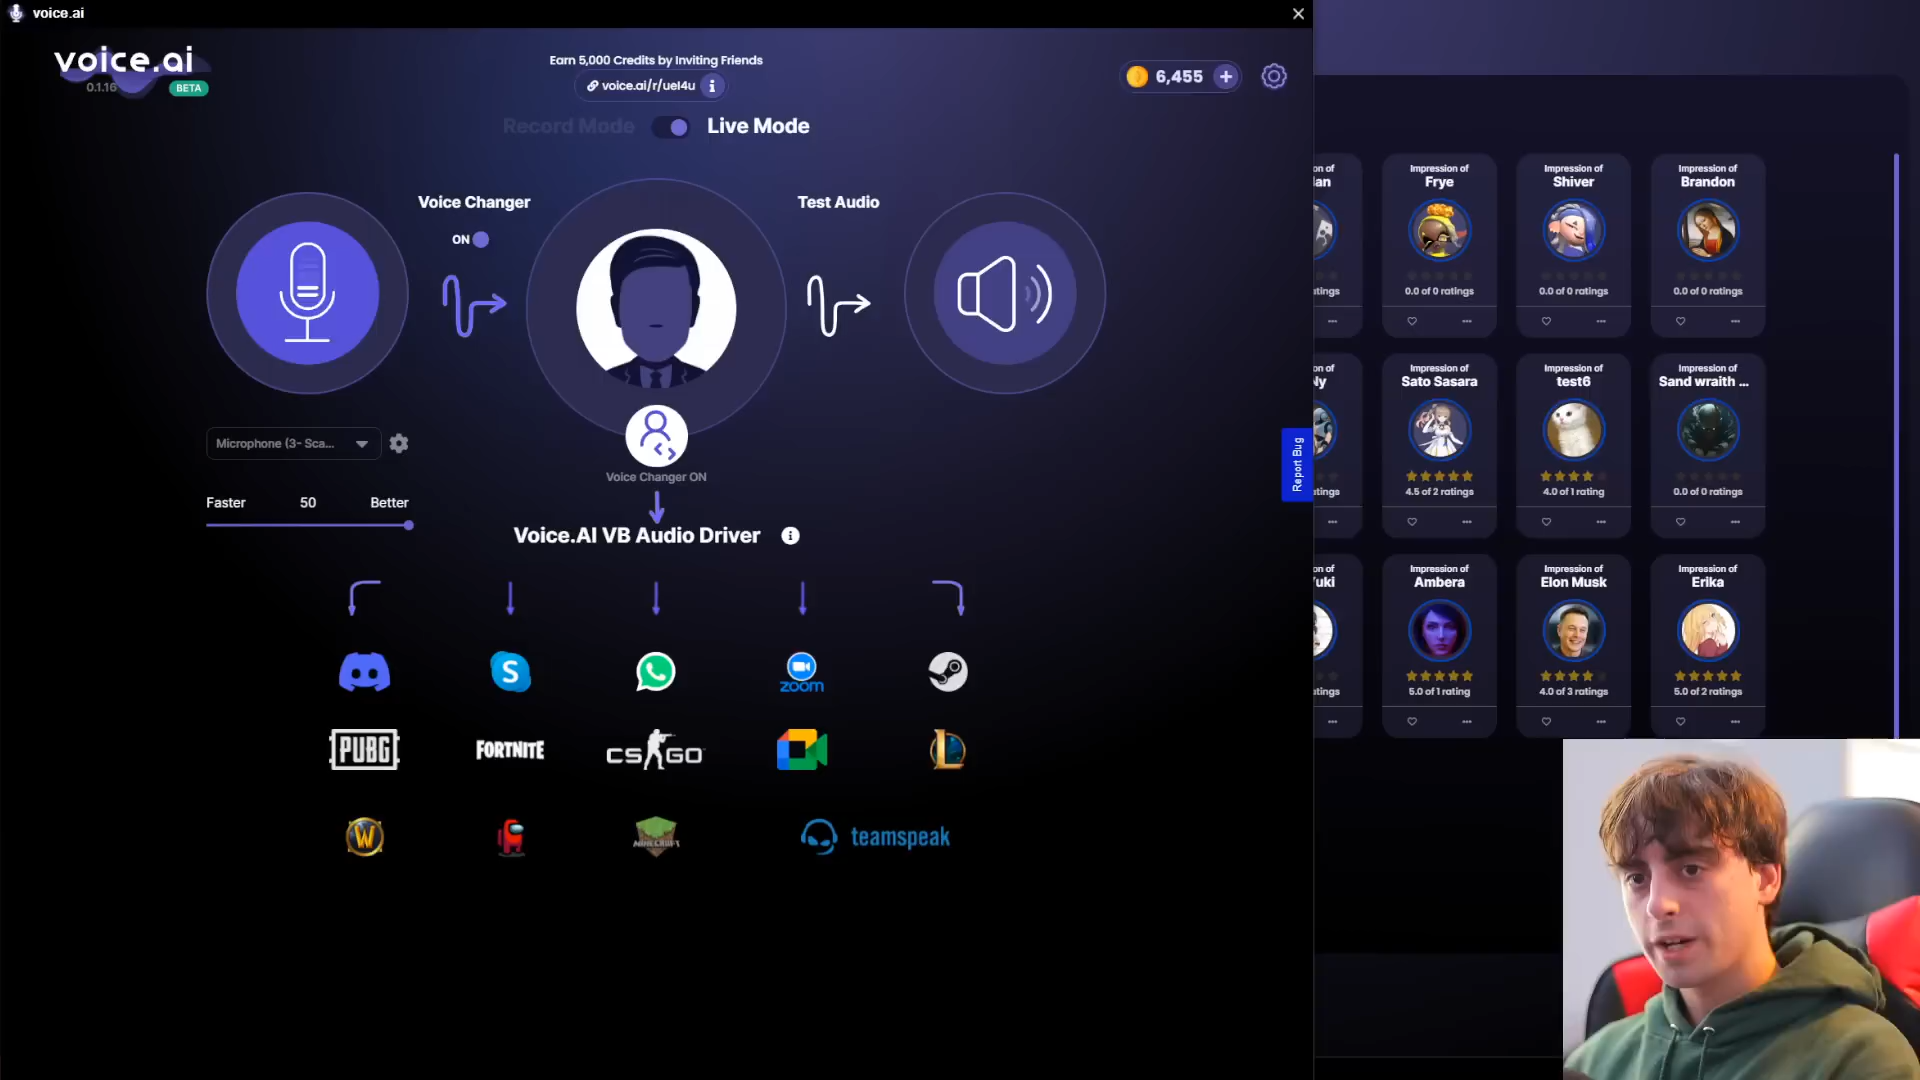 voice.ai
voice.ai
0.1.16
BETA
Earn 5,000 Credits by Inviting Friends
voice.ai/r/uel4u
6,455
Record Mode
Live Mode
Voice Changer
ON
Test Audio
Microphone (3- Sca...
Faster
50
Better
Voice Changer ON
Voice.AI VB Audio Driver
S
zoom
PUBG
FORTNITE
CS GO
L
W
MINECRAFT
teamspeak
Report Bug
Impression of
Frye
0.0 of 0 ratings
Impression of
Shiver
0.0 of 0 ratings
Impression of
Brandon
0.0 of 0 ratings
Impression of
Sato Sasara
4.5 of 2 ratings
Impression of
test6
4.0 of 1 rating
Impression of
Sand wraith ...
0.0 of 0 ratings
Impression of
Ambera
5.0 of 1 rating
Impression of
Elon Musk
4.0 of 3 ratings
Impression of
Erika
5.0 of 2 ratings